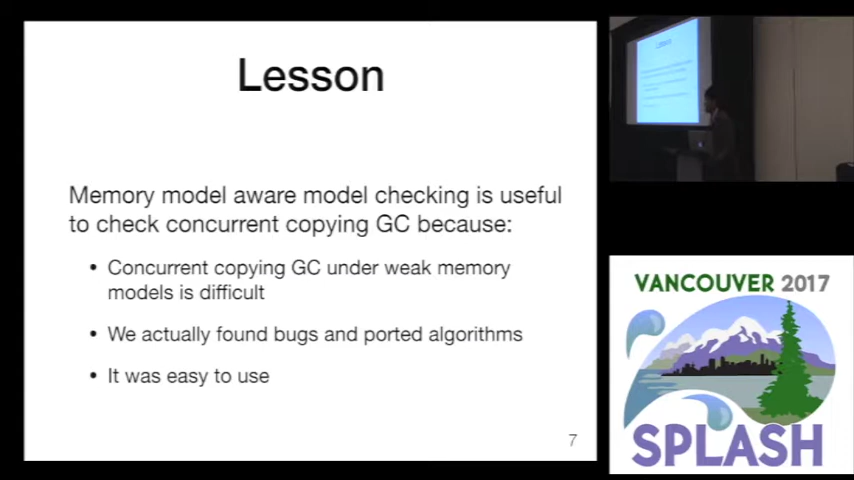 Lesson
Memory model aware model checking is useful
to check concurrent copying GC because:
• Concurrent copying GC under weak memory
models is difficult
• We actually found bugs and ported algorithms
• It was easy to use
7
VANCOUVER 2017
SPLASH